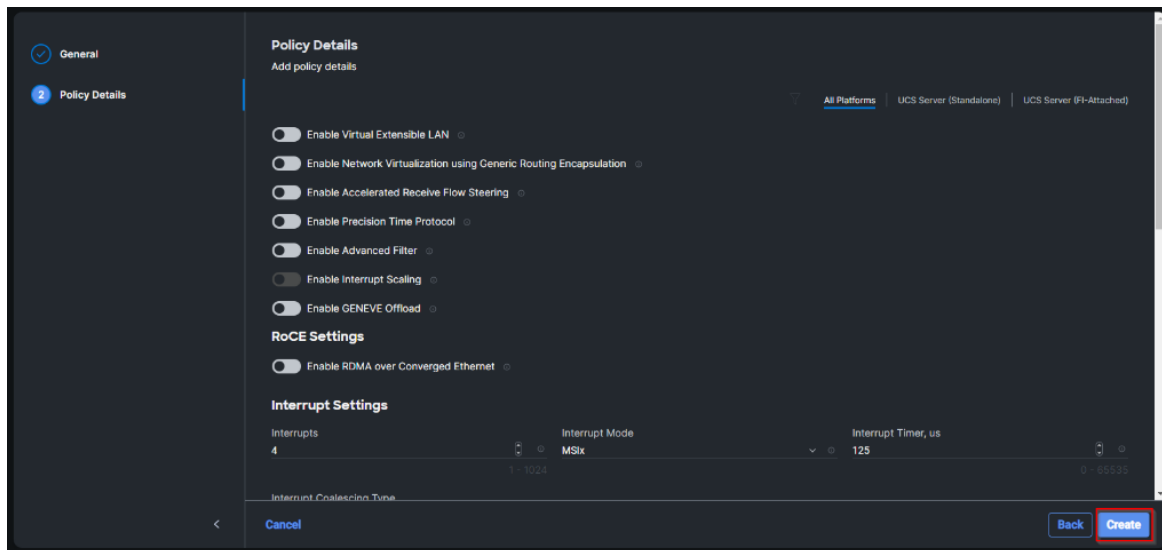 General
2 Policy Details
Policy Details
Add policy details
All Platforms | UCS Server (Standalone) | UCS Server (FI-Attached)
Enable Virtual Extensible LAN
Enable Network Virtualization using Generic Routing Encapsulation
Enable Accelerated Receive Flow Steering
Enable Precision Time Protocol
Enable Advanced Filter
Enable Interrupt Scaling
Enable GENEVE Offload
RoCE Settings
Enable RDMA over Converged Ethernet
Interrupt Settings
Interrupts Interrupt Mode Interrupt Timer, us
4 MSIx 125
1 - 1024 0 - 65535
Interrupt Coalescing Type
Cancel Back Create